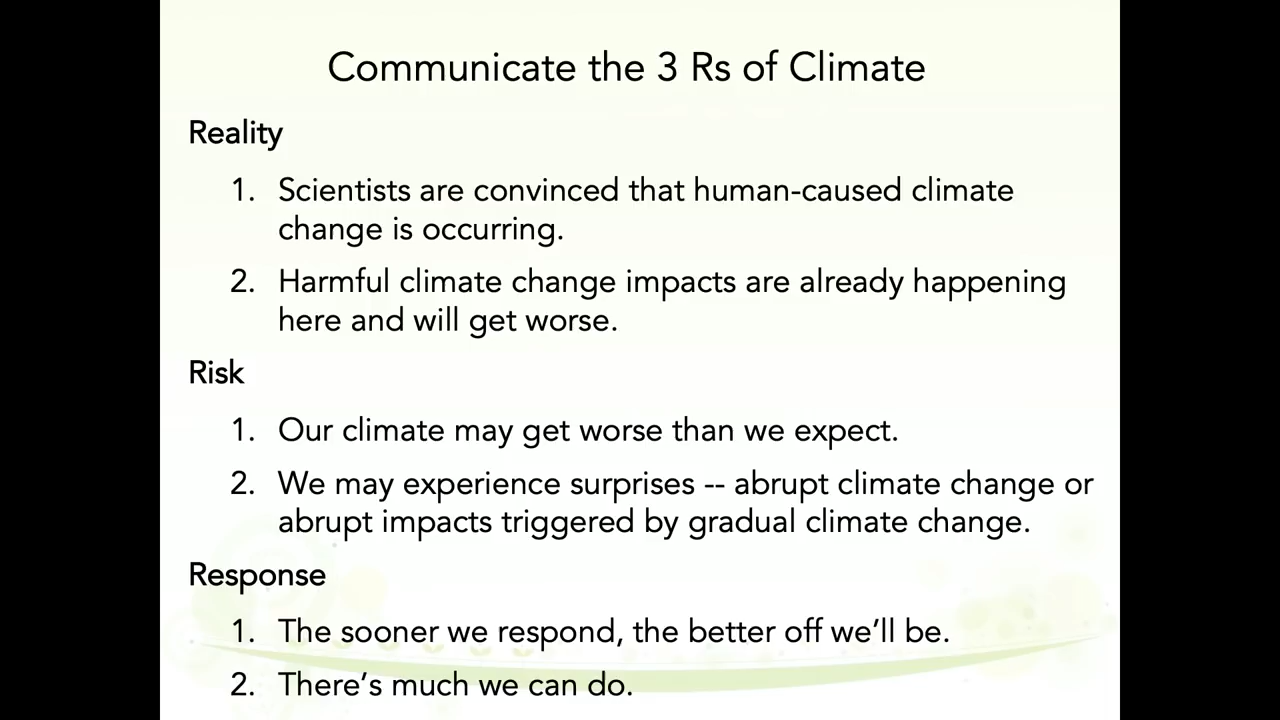 Communicate the 3 Rs of Climate
Reality
1. Scientists are convinced that human-caused climate
change is occurring.
2. Harmful climate change impacts are already happening
here and will get worse.
Risk
1. Our climate may get worse than we expect.
2. We may experience surprises -- abrupt climate change or
abrupt impacts triggered by gradual climate change.
Response
1. The sooner we respond, the better off we’ll be.
2. There’s much we can do.